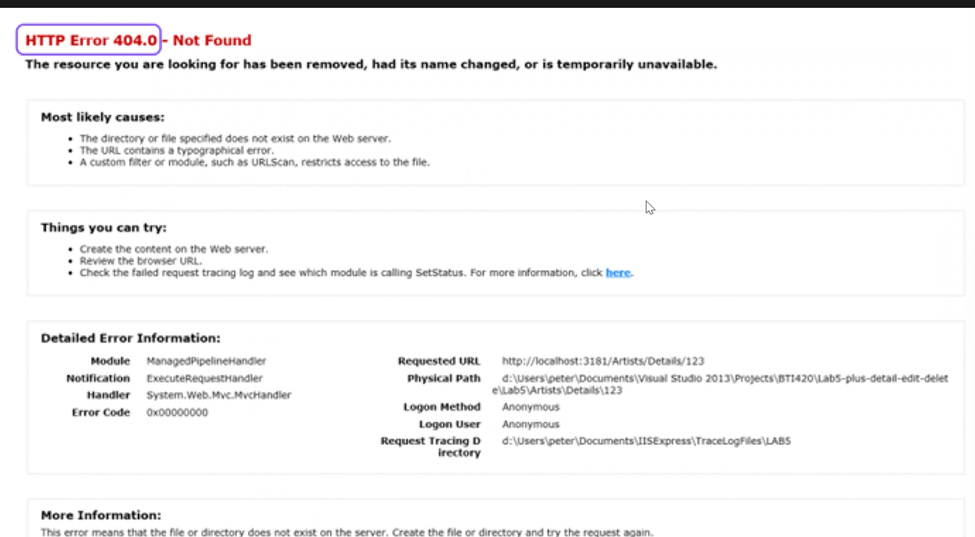 HTTP Error 404.0 - Not Found
The resource you are looking for has been removed, had its name changed, or is temporarily unavailable.
Most likely causes:
• The directory or file specified does not exist on the Web server.
• The URL contains a typographical error.
• A custom filter or module, such as URLScan, restricts access to the file.
Things you can try:
• Create the content on the Web server.
• Review the browser URL.
• Check the failed request tracing log and see which module is calling SetStatus. For more information, click here.
Detailed Error Information:
Module ManagedPipelineHandler
Notification ExecuteRequestHandler
Handler System.Web.Mvc.MvcHandler
Error Code 0x00000000
Requested URL http://localhost:3181/Artists/Details/123
Physical Path d:\Users\peter\Documents\Visual Studio 2013\Projects\BTI420\Lab5-plus-detail-edit-delet
e\Lab5\Artists\Details\123
Logon Method Anonymous
Logon User Anonymous
Request Tracing D
irectory d:\Users\peter\Documents\IISExpress\TraceLogFiles\LAB5
More Information:
This error means that the file or directory does not exist on the server. Create the file or directory and try the request again.